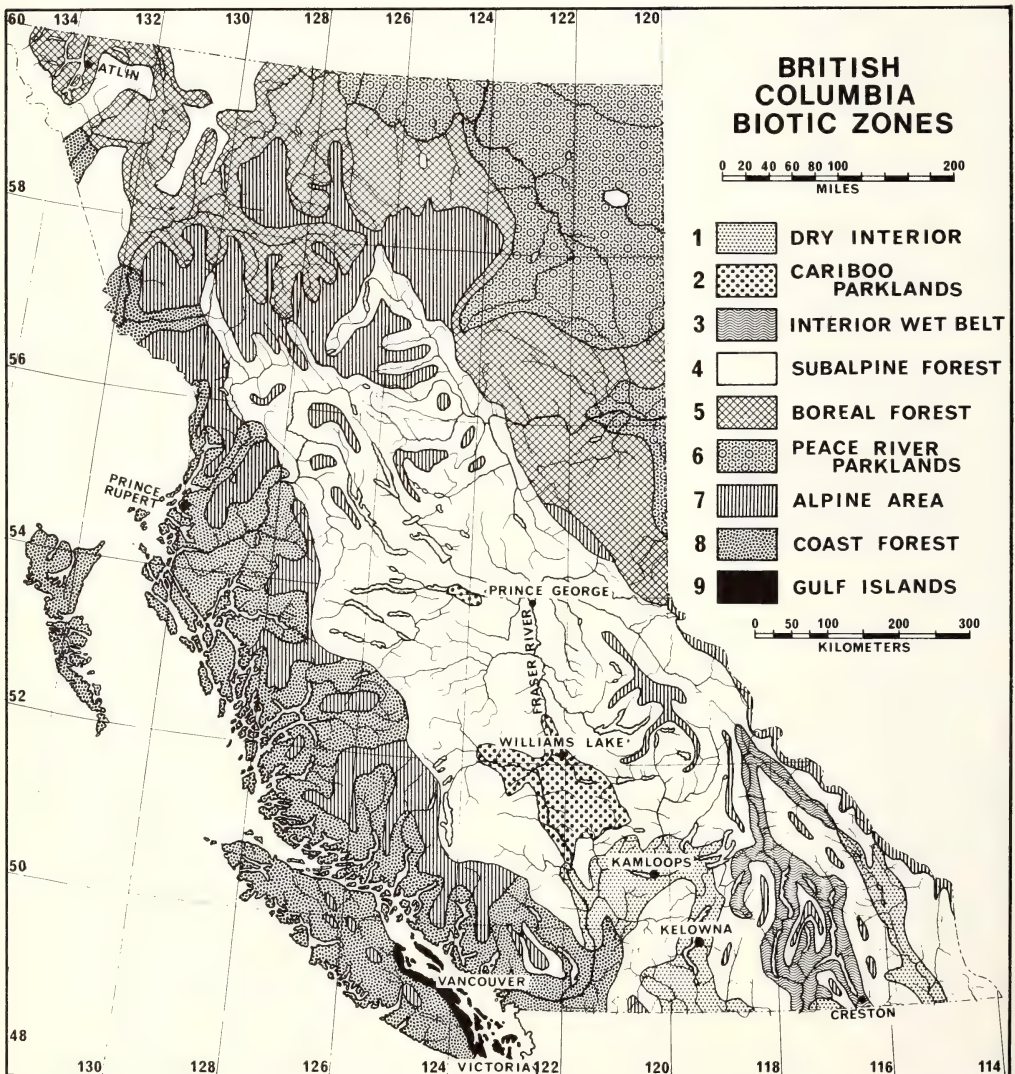 60 134 132 130 128 126 124 122 120
ATLIN
BRITISH
COLUMBIA
BIOTIC ZONES
0 20 40 60 80 100 200
MILES
58
1 DRY INTERIOR
2 CARIBOO
PARKLANDS
3 INTERIOR WET BELT
4 SUBALPINE FOREST
5 BOREAL FOREST
6 PEACE RIVER
PARKLANDS
7 ALPINE AREA
8 COAST FOREST
9 GULF ISLANDS
0 50 100 200 300
KILOMETERS
56
PRINCE
RUPERT
54
PRINCE GEORGE
FRASER RIVER
52
WILLIAMS LAKE
50
KAMLOOPS
KELOWNA
VANCOUVER
CRESTON
48
VICTORIA
130 128 126 124 122 120 118 116 114